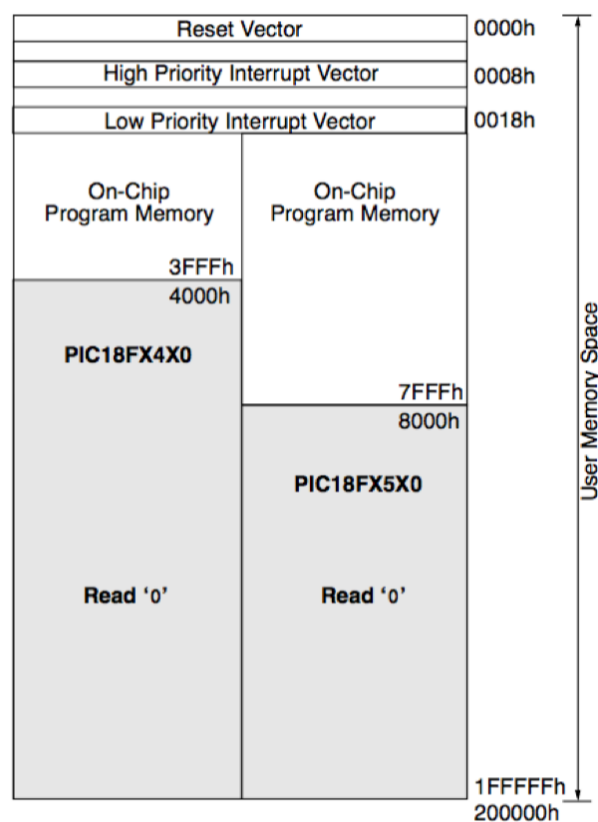 Reset Vector
0000h
High Priority Interrupt Vector
0008h
Low Priority Interrupt Vector
0018h
On-Chip
Program Memory
On-Chip
Program Memory
3FFFh
4000h
PIC18FX4X0
7FFFh
8000h
PIC18FX5X0
Read ‘0’
Read ‘0’
User Memory Space
1FFFFFh
200000h